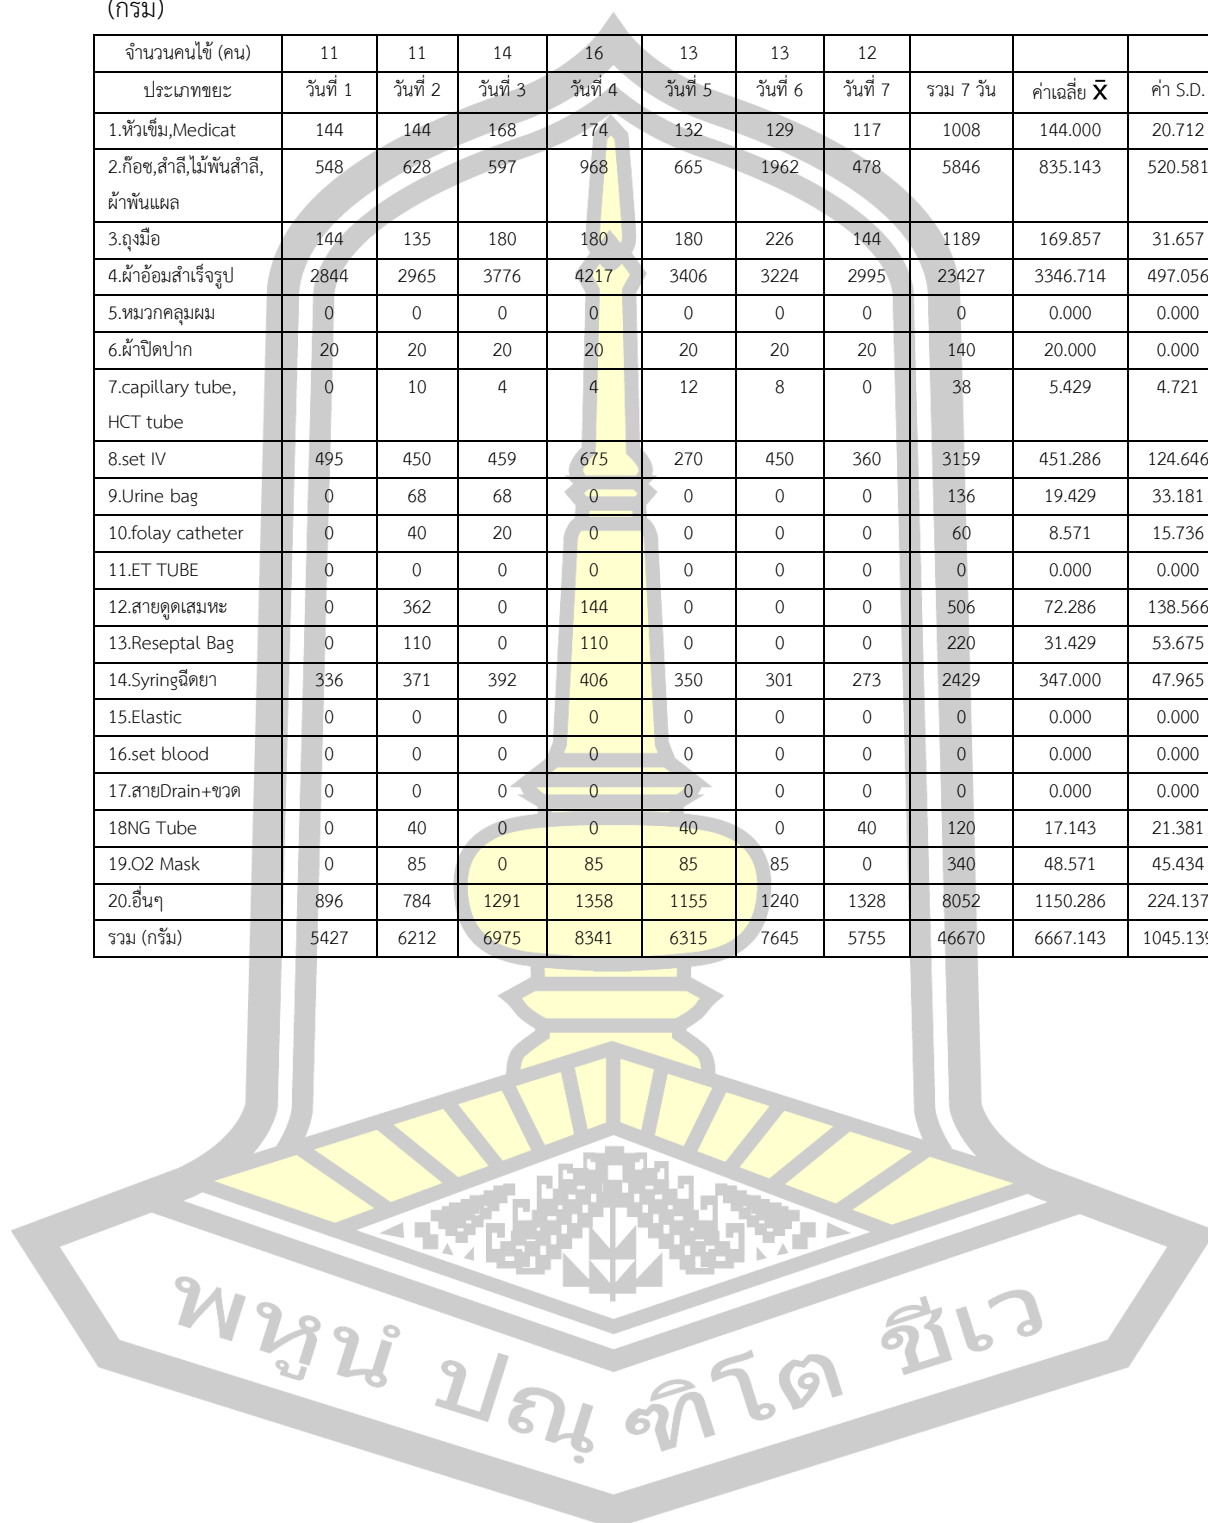 (กรัม)
จำนวนคนไข้ (คน) 11 11 14 16 13 13 12
ประเภทขยะ วันที่ 1 วันที่ 2 วันที่ 3 วันที่ 4 วันที่ 5 วันที่ 6 วันที่ 7 รวม 7 วัน ค่าเฉลี่ย x̄ ค่า S.D.
1.หัวเข็ม,Medicat 144 144 168 174 132 129 117 1008 144.000 20.712
2.ก๊อซ,สำลี,ไม้พันสำลี, 548 628 597 968 665 1962 478 5846 835.143 520.581
ผ้าพันแผล
3.ถุงมือ 144 135 180 180 180 226 144 1189 169.857 31.657
4.ผ้าอ้อมสำเร็จรูป 2844 2965 3776 4217 3406 3224 2995 23427 3346.714 497.056
5.หมวกคลุมผม 0 0 0 0 0 0 0 0 0.000 0.000
6.ผ้าปิดปาก 20 20 20 20 20 20 20 140 20.000 0.000
7.capillary tube, 0 10 4 4 12 8 0 38 5.429 4.721
HCT tube
8.set IV 495 450 459 675 270 450 360 3159 451.286 124.646
9.Urine bag 0 68 68 0 0 0 0 136 19.429 33.181
10.folay catheter 0 40 20 0 0 0 0 60 8.571 15.736
11.ET TUBE 0 0 0 0 0 0 0 0 0.000 0.000
12.สายดูดเสมหะ 0 362 0 144 0 0 0 506 72.286 138.566
13.Reseptal Bag 0 110 0 110 0 0 0 220 31.429 53.675
14.Syringฉีดยา 336 371 392 406 350 301 273 2429 347.000 47.965
15.Elastic 0 0 0 0 0 0 0 0 0.000 0.000
16.set blood 0 0 0 0 0 0 0 0 0.000 0.000
17.สายDrain+ขวด 0 0 0 0 0 0 0 0 0.000 0.000
18NG Tube 0 40 0 0 40 0 40 120 17.143 21.381
19.O2 Mask 0 85 0 85 85 85 0 340 48.571 45.434
20.อื่นๆ 896 784 1291 1358 1155 1240 1328 8052 1150.286 224.137
รวม (กรัม) 5427 6212 6975 8341 6315 7645 5755 46670 6667.143 1045.139
พหูนํ ปณฺ ฑิโต ชีเว